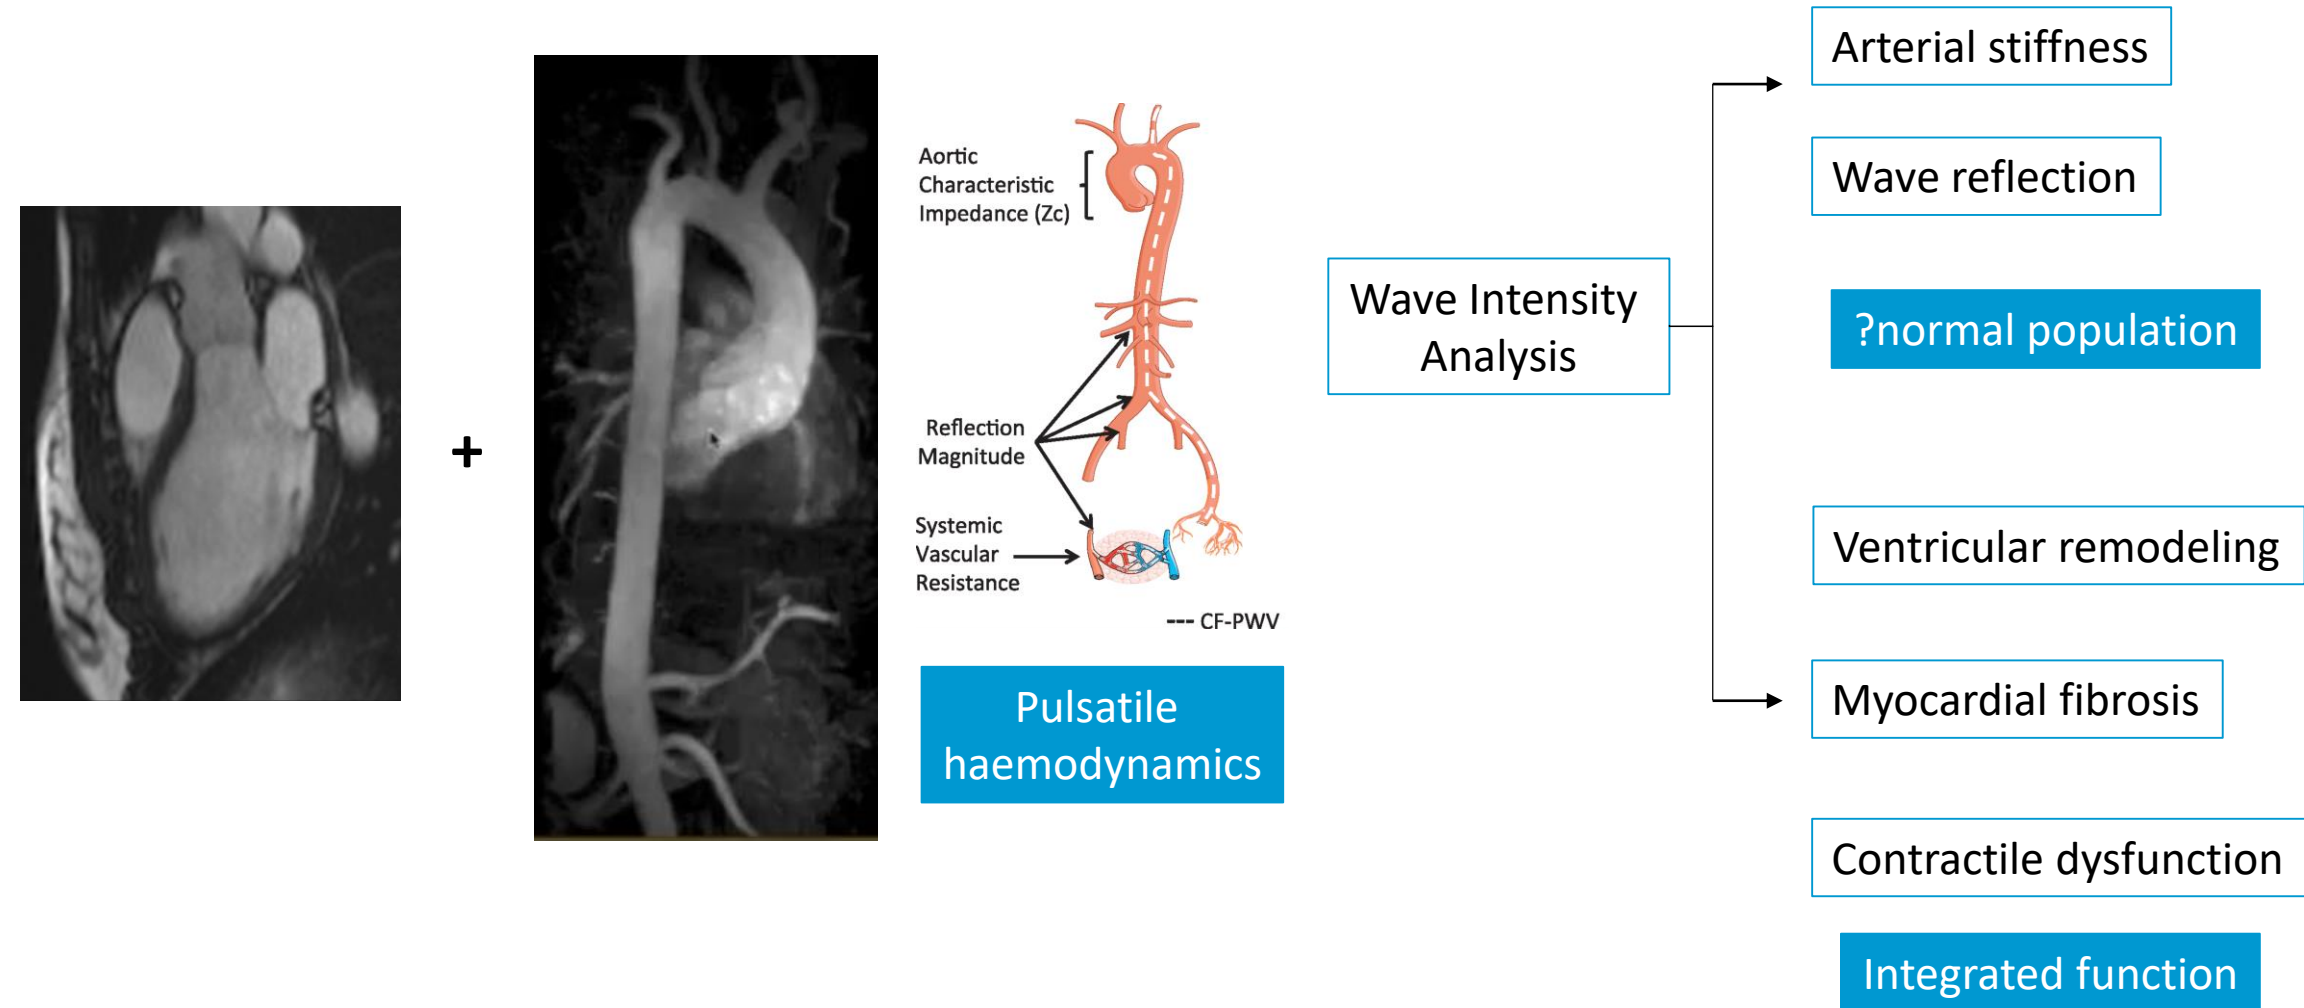 +
Aortic
Characteristic
Impedance (Zc)
Reflection
Magnitude
Systemic
Vascular
Resistance
--- CF-PWV
Pulsatile
haemodynamics
Wave Intensity
Analysis
Arterial stiffness
Wave reflection
?normal population
Ventricular remodeling
Myocardial fibrosis
Contractile dysfunction
Integrated function